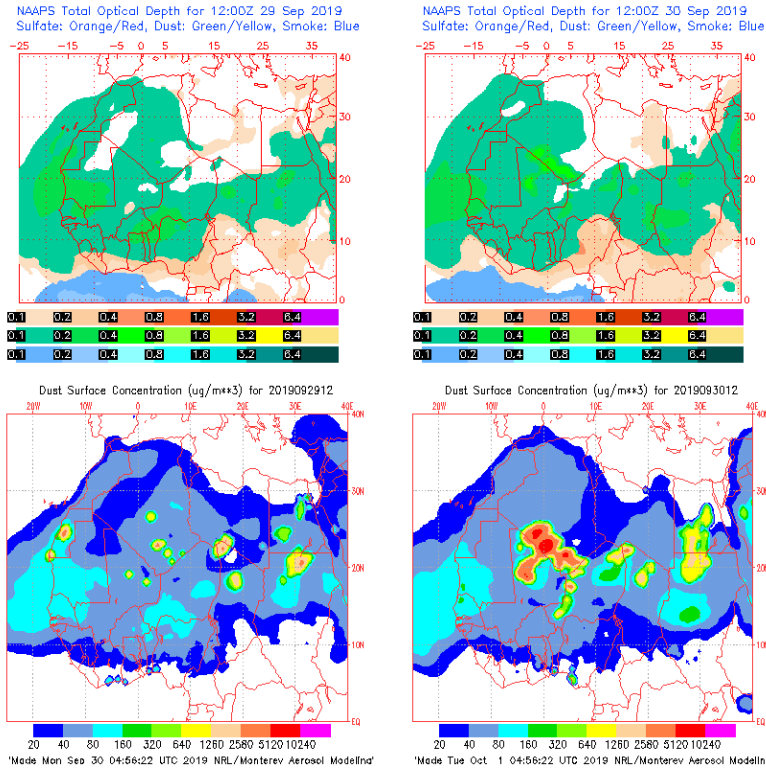 NAAPS Total Optical Depth for 12:00Z 29 Sep 2019
Sulfate: Orange/Red, Dust: Green/Yellow, Smoke: Blue
-25 -15 -5 0 5 15 25 35
40
30
20
10
0
0.1 0.2 0.4 0.8 1.6 3.2 6.4
0.1 0.2 0.4 0.8 1.6 3.2 6.4
0.1 0.2 0.4 0.8 1.6 3.2 6.4
NAAPS Total Optical Depth for 12:00Z 30 Sep 2019
Sulfate: Orange/Red, Dust: Green/Yellow, Smoke: Blue
-25 -15 -5 0 5 15 25 35
40
30
20
10
0
0.1 0.2 0.4 0.8 1.6 3.2 6.4
0.1 0.2 0.4 0.8 1.6 3.2 6.4
0.1 0.2 0.4 0.8 1.6 3.2 6.4
Dust Surface Concentration (ug/m**3) for 2019092912
20W 10W 0 10E 20E 30E 40E
40N
30N
20N
10N
EQ
20 40 80 160 320 640 1280 2560 5120 10240
'Made Mon Sep 30 04:56:22 UTC 2019 NRL/Monterey Aerosol Modeling'
Dust Surface Concentration (ug/m**3) for 2019093012
20W 10W 0 10E 20E 30E 40E
40N
30N
20N
10N
EQ
20 40 80 160 320 640 1280 2560 5120 10240
'Made Tue Oct 1 04:56:22 UTC 2019 NRL/Monterey Aerosol Modelin